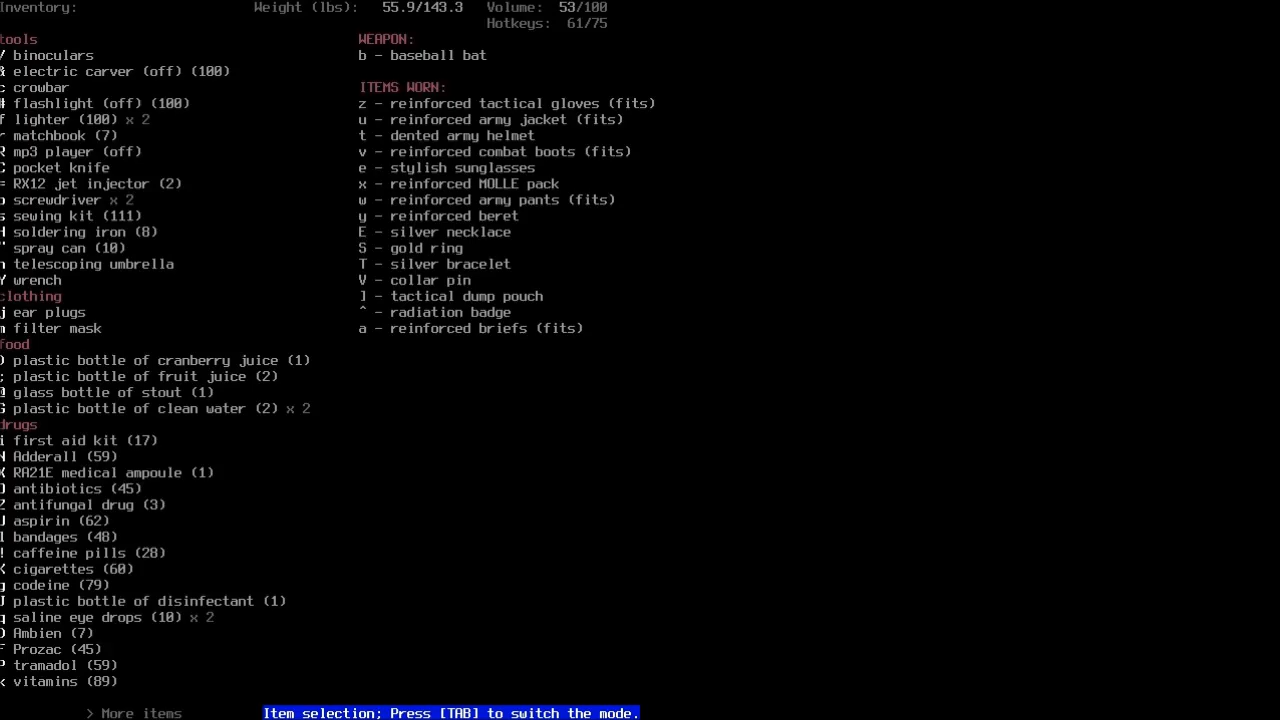 Inventory: Weight (lbs): 55.9/143.3 Volume: 53/100
Hotkeys: 61/75
tools
/ binoculars
& electric carver (off) (100)
c crowbar
# flashlight (off) (100)
f lighter (100) x 2
r matchbook (7)
R mp3 player (off)
C pocket knife
= RX12 jet injector (2)
screwdriver x 2
s sewing kit (111)
H soldering iron (8)
" spray can (10)
telescoping umbrella
Y wrench
clothing
j ear plugs
m filter mask
food
plastic bottle of cranberry juice (1)
; plastic bottle of fruit juice (2)
@ glass bottle of stout (1)
G plastic bottle of clean water (2) x 2
drugs
i first aid kit (17)
N Adderall (59)
RA21E medical ampoule (1)
antibiotics (45)
Z antifungal drug (3)
aspirin (62)
l bandages (48)
! caffeine pills (28)
cigarettes (60)
g codeine (79)
plastic bottle of disinfectant (1)
q saline eye drops (10) x 2
Ambien (7)
F Prozac (45)
P tramadol (59)
k vitamins (89)
WEAPON:
b - baseball bat
ITEMS WORN:
z - reinforced tactical gloves (fits)
u - reinforced army jacket (fits)
t - dented army helmet
v - reinforced combat boots (fits)
e - stylish sunglasses
x - reinforced MOLLE pack
w - reinforced army pants (fits)
y - reinforced beret
E - silver necklace
S - gold ring
T - silver bracelet
V - collar pin
] - tactical dump pouch
^ - radiation badge
a - reinforced briefs (fits)
> More items Item selection; Press [TAB] to switch the mode.